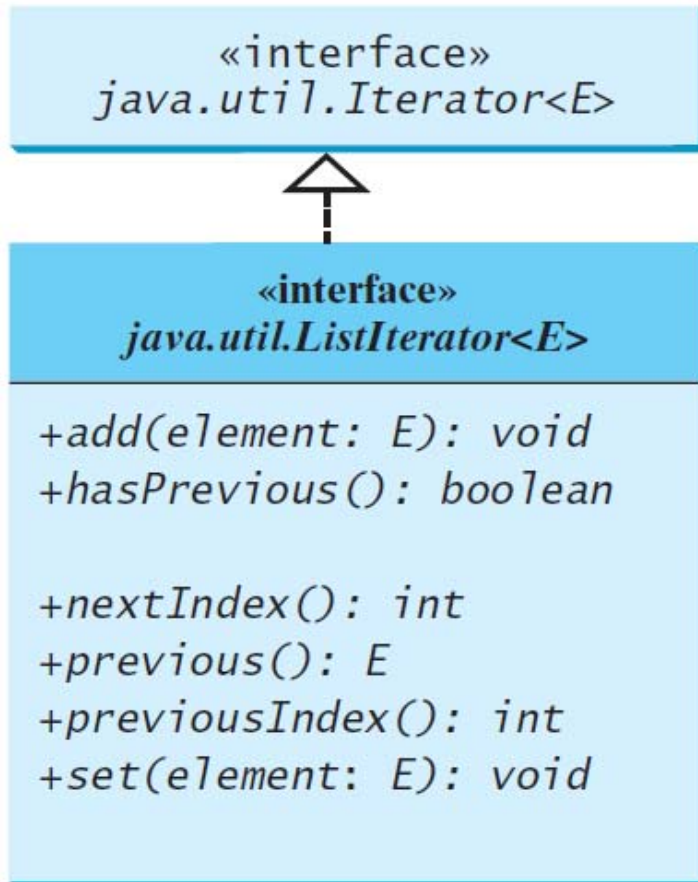 «interface»
java.util.Iterator<E>
«interface»
java.util.ListIterator<E>
+add(element: E): void
+hasPrevious(): boolean
+nextIndex(): int
+previous(): E
+previousIndex(): int
+set(element: E): void